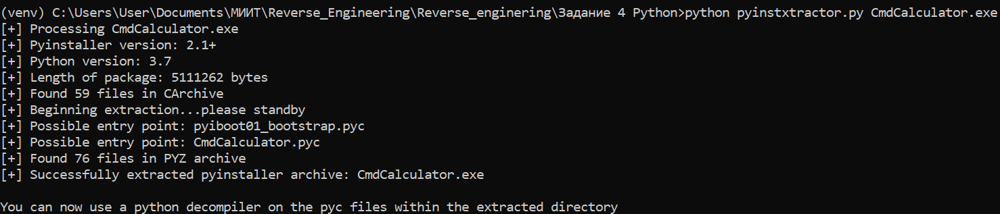 (venv) C:\Users\User\Documents\МИИТ\Reverse_Engineering\Reverse_enginering\Задание 4 Python>python pyinstxtractor.py CmdCalculator.exe
[+] Processing CmdCalculator.exe
[+] Pyinstaller version: 2.1+
[+] Python version: 3.7
[+] Length of package: 5111262 bytes
[+] Found 59 files in CArchive
[+] Beginning extraction...please standby
[+] Possible entry point: pyiboot01_bootstrap.pyc
[+] Possible entry point: CmdCalculator.pyc
[+] Found 76 files in PYZ archive
[+] Successfully extracted pyinstaller archive: CmdCalculator.exe
You can now use a python decompiler on the pyc files within the extracted directory